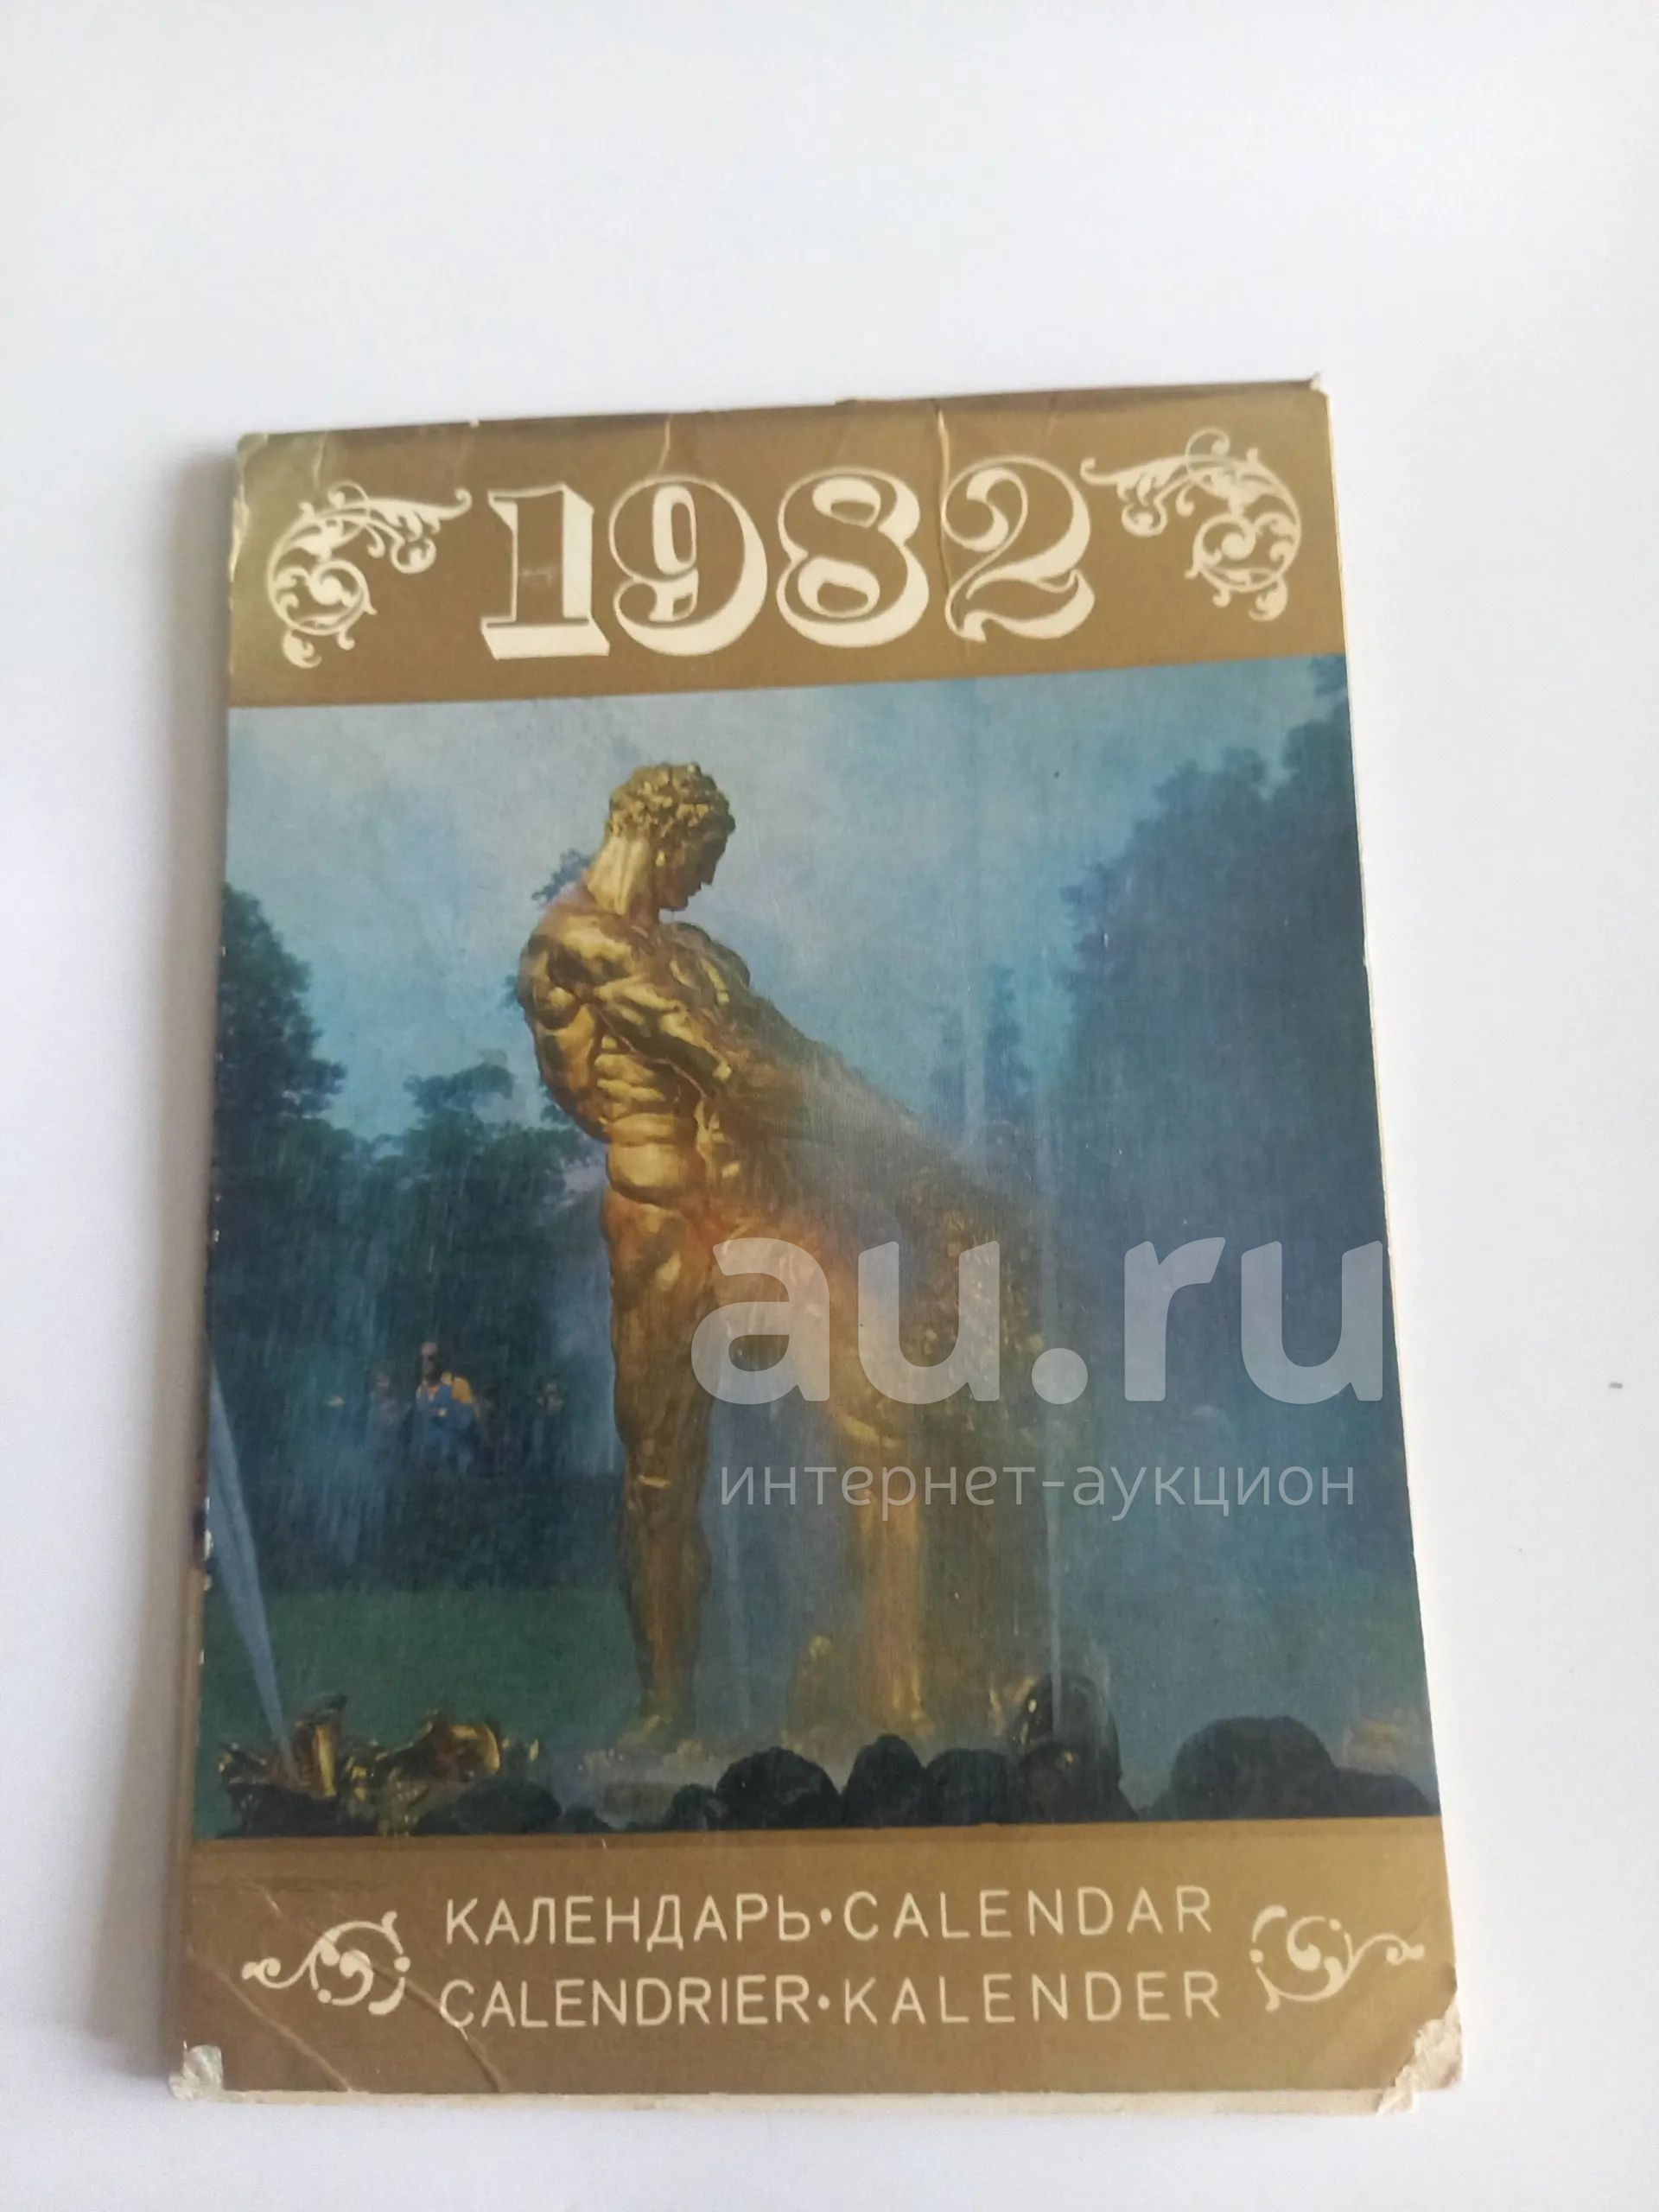 1982
au.ru
интернет-аукцион
КАЛЕНДАРЬ·CALENDAR
CALENDRIER·KALENDER